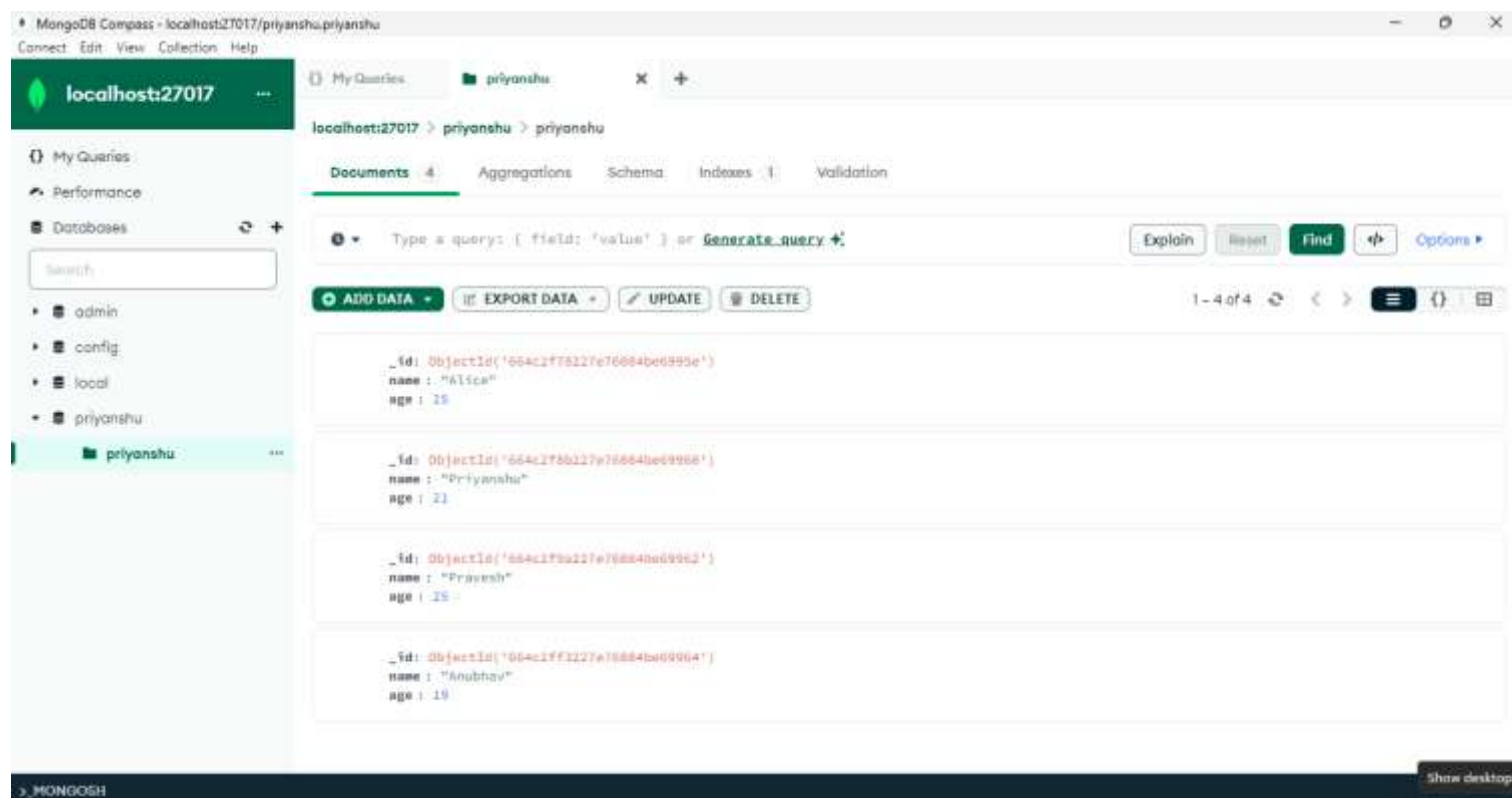 MongoDB Compass - localhost:27017/priyanshu.priyanshu
Connect Edit View Collection Help
localhost:27017 ...
My Queries
priyanshu
localhost:27017 > priyanshu > priyanshu
{} My Queries
Performance
Databases
Search
admin
config
local
priyanshu
priyanshu ...
Documents 4 Aggregations Schema Indexes 1 Validation
Type a query: { field: 'value' } or Generate query
Explain Reset Find </> Options
ADD DATA EXPORT DATA UPDATE DELETE
1 – 4 of 4
_id: ObjectId('
name : "Alice"
age : 25
_id: ObjectId('
name : "Priyanshu"
age : 21
_id: ObjectId('
name : "Pravesh"
age : 25
_id: ObjectId('
name : "Anubhav"
age : 19
>_MONGOSH
Show desktop